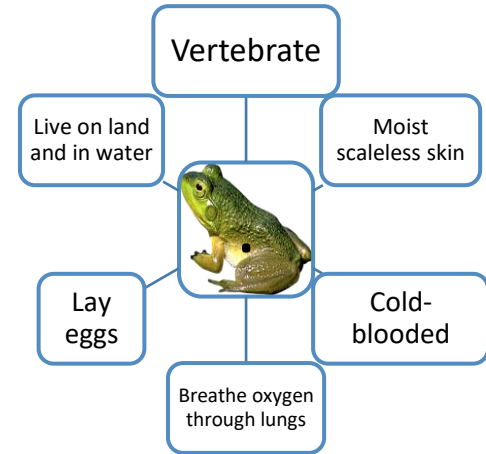 Vertebrate
Live on land
and in water
Moist
scaleless skin
Lay
eggs
Cold-
blooded
Breathe oxygen
through lungs